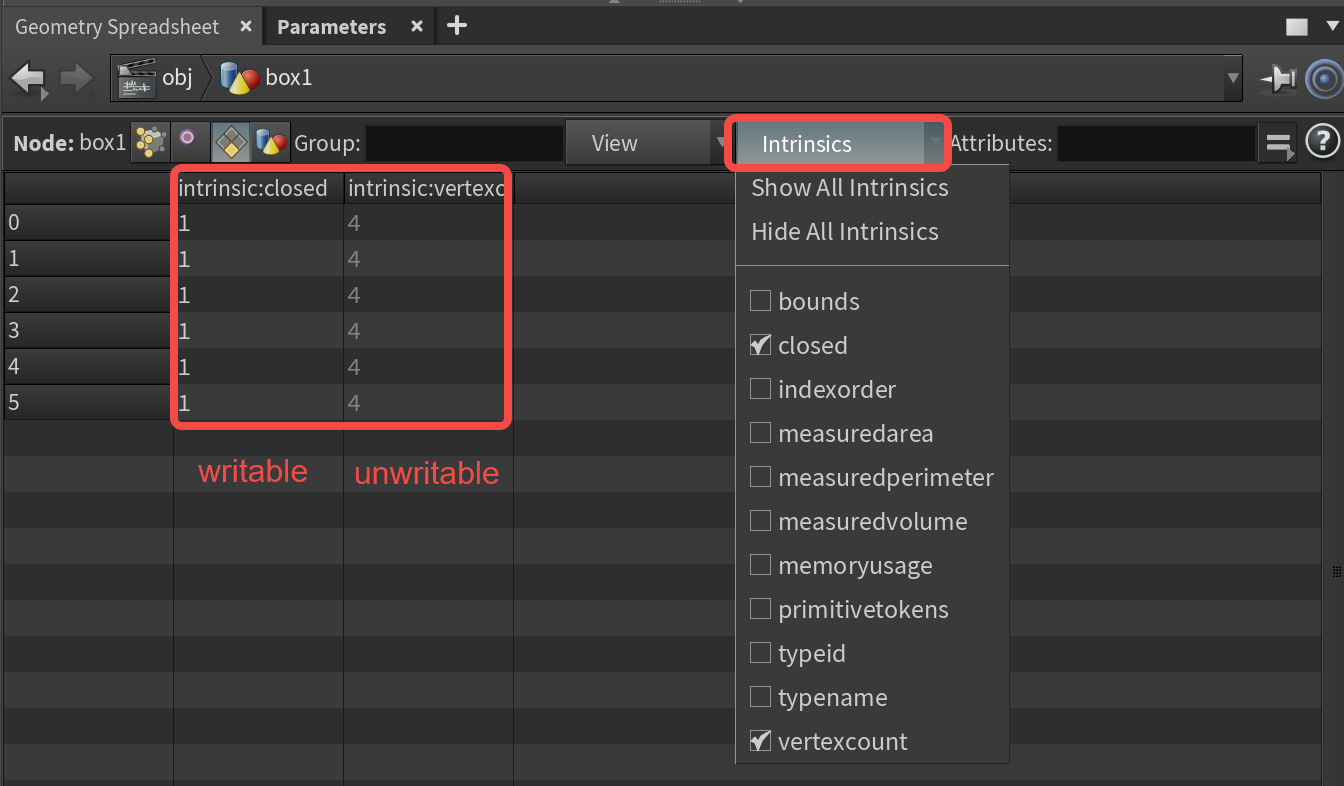 Geometry Spreadsheet × Parameters × +
obj box1
Node: box1 Group: View Intrinsics Attributes: ?
intrinsic:closed intrinsic:vertexc
0 1 4
1 1 4
2 1 4
3 1 4
4 1 4
5 1 4
writable unwritable
Show All Intrinsics
Hide All Intrinsics
bounds
closed
indexorder
measuredarea
measuredperimeter
measuredvolume
memoryusage
primitivetokens
typeid
typename
vertexcount